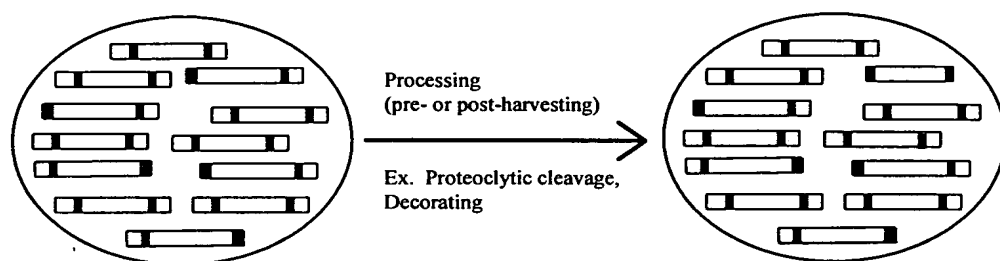 Processing
(pre- or post-harvesting)
Ex. Proteoclytic cleavage,
Decorating